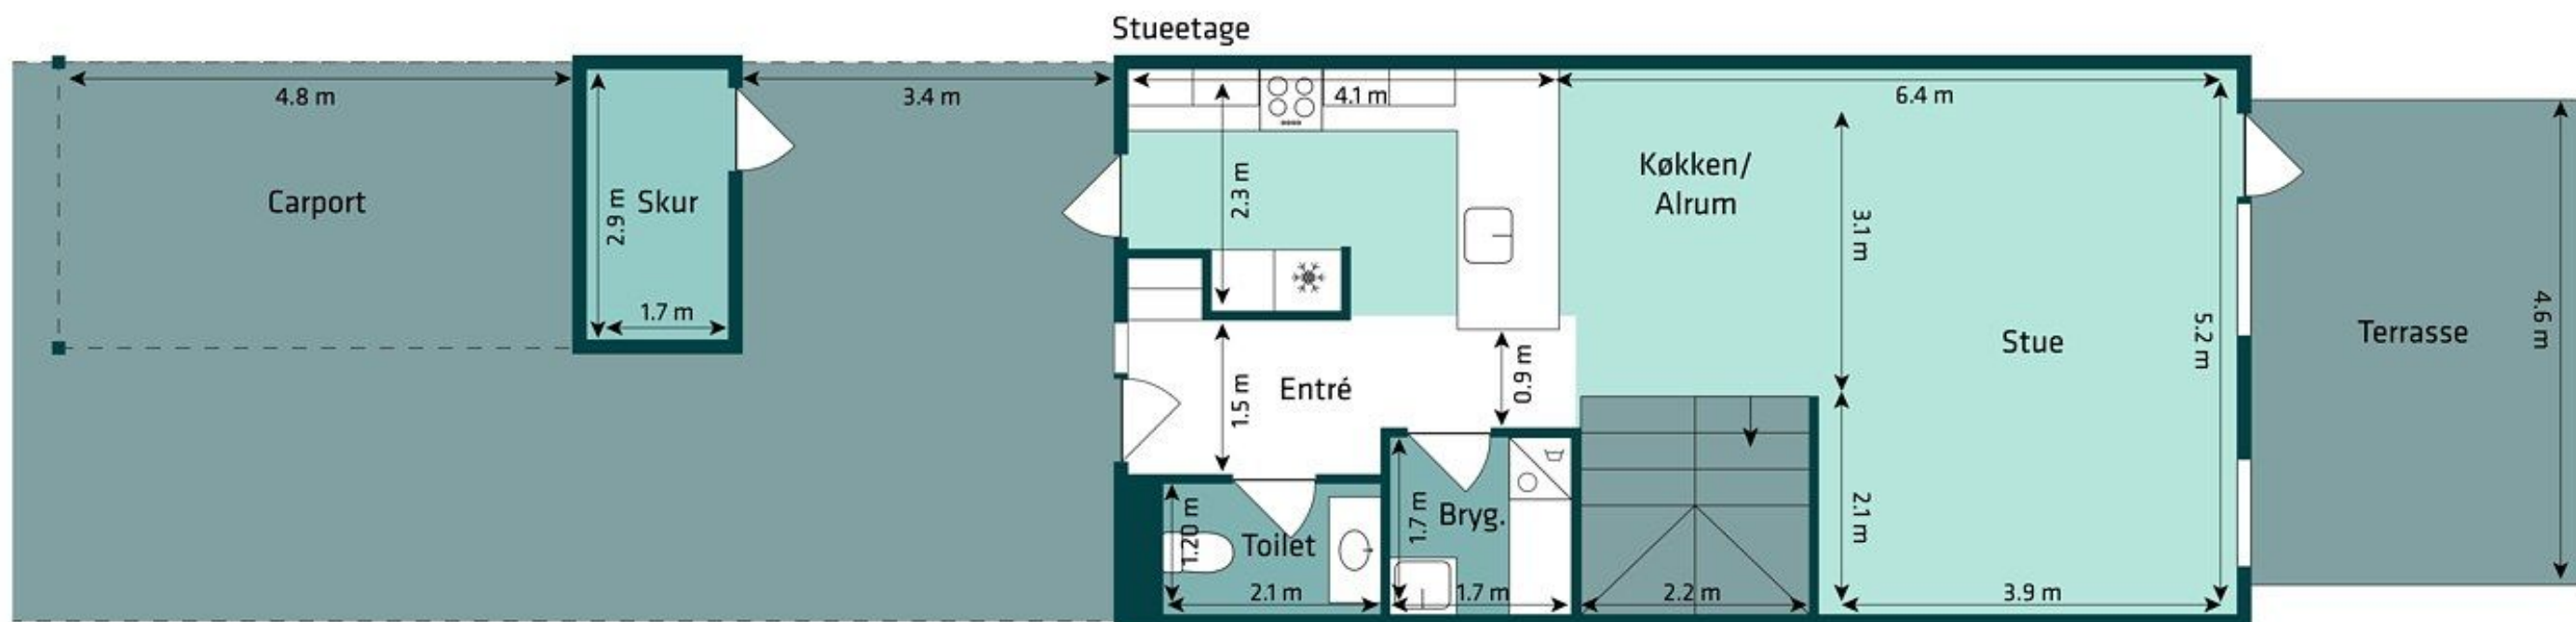 Stueetage
4.8 m
3.4 m
4.1 m
6.4 m
Carport
2.9 m
Skur
1.7 m
2.3 m
Køkken/
Alrum
3.1 m
Stue
5.2 m
Terrasse
4.6 m
1.5 m
Entré
0.9 m
1.20 m
Toilet
2.1 m
1.7 m
Bryg.
1.7 m
2.2 m
2.1 m
3.9 m